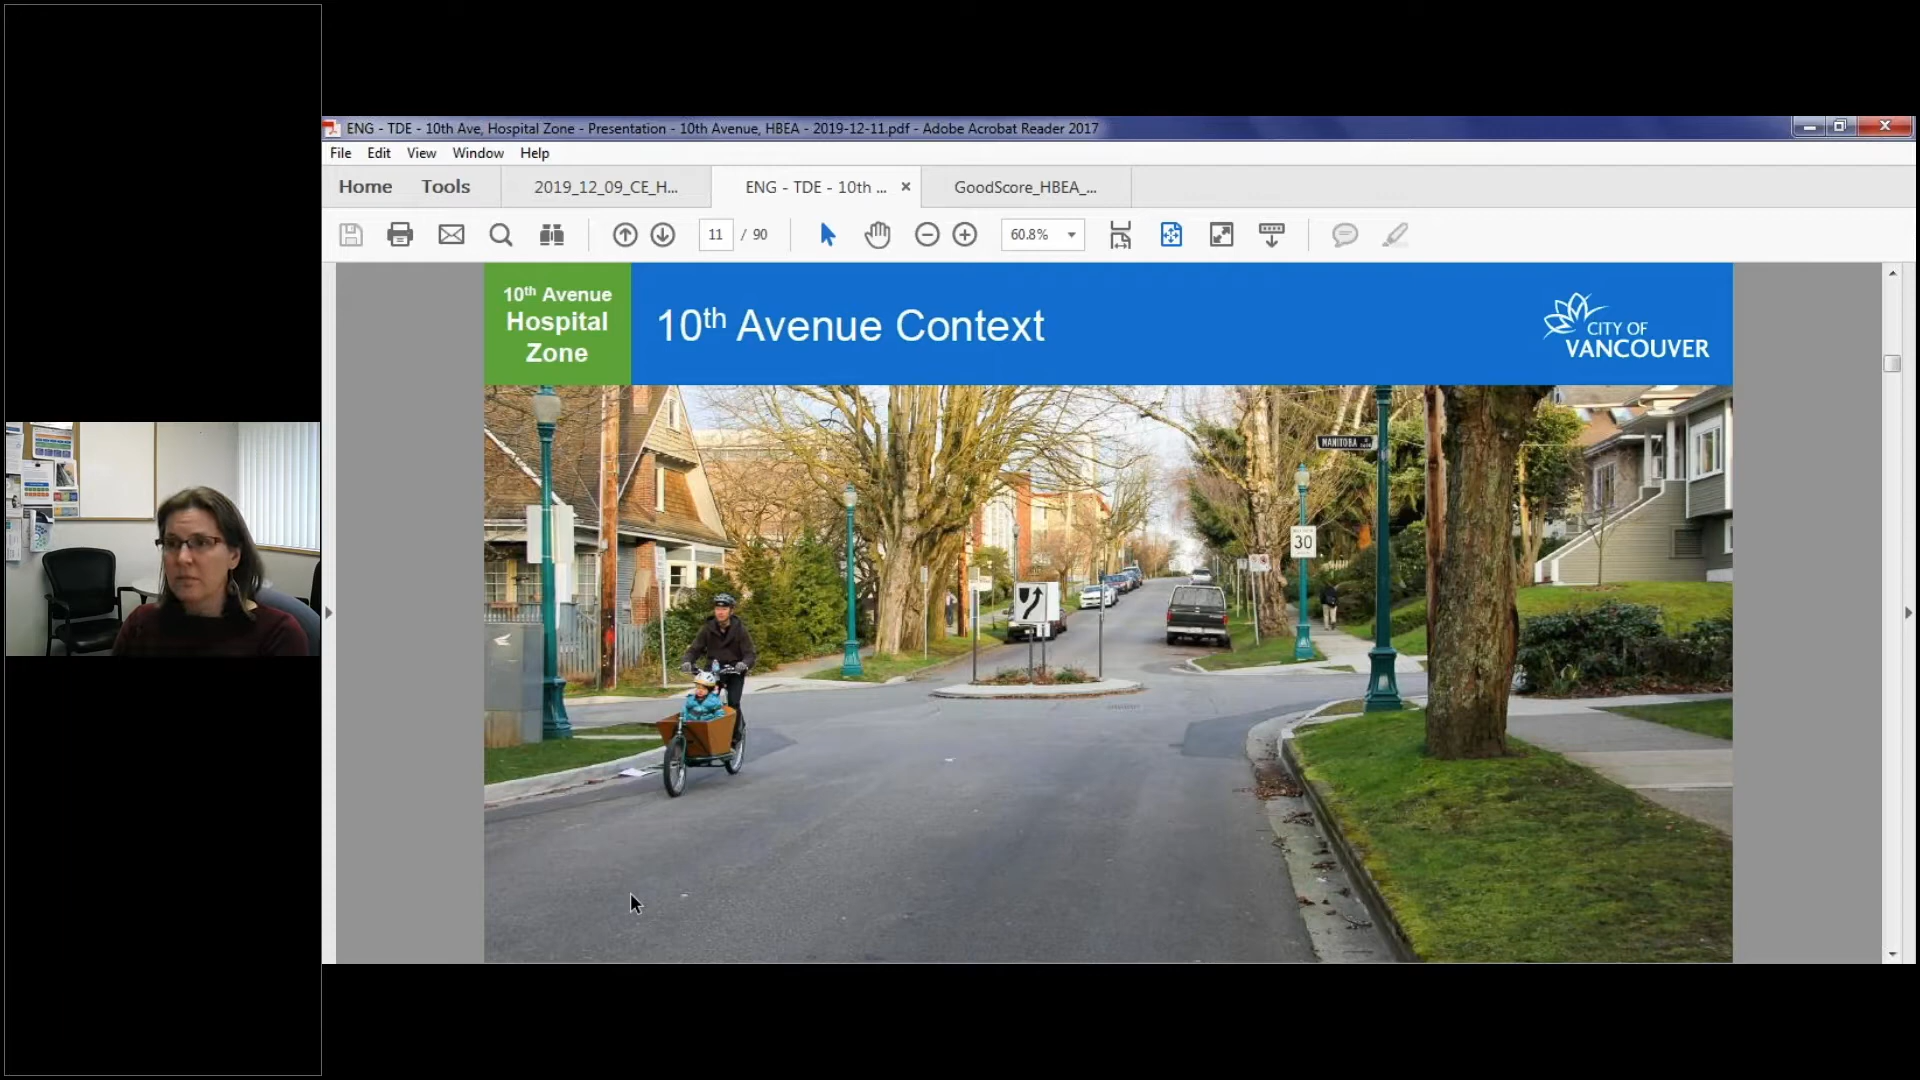 ENG - TDE - 10th Ave, Hospital Zone - Presentation - 10th Avenue, HBEA - 2019-12-11.pdf - Adobe Acrobat Reader 2017
File Edit View Window Help
Home Tools 2019_12_09_CE_H... ENG - TDE - 10th ... × GoodScore_HBEA_...
11 / 90 60.8%
10th Avenue
Hospital
Zone
10th Avenue Context
CITY OF
VANCOUVER
MANITOBA
30